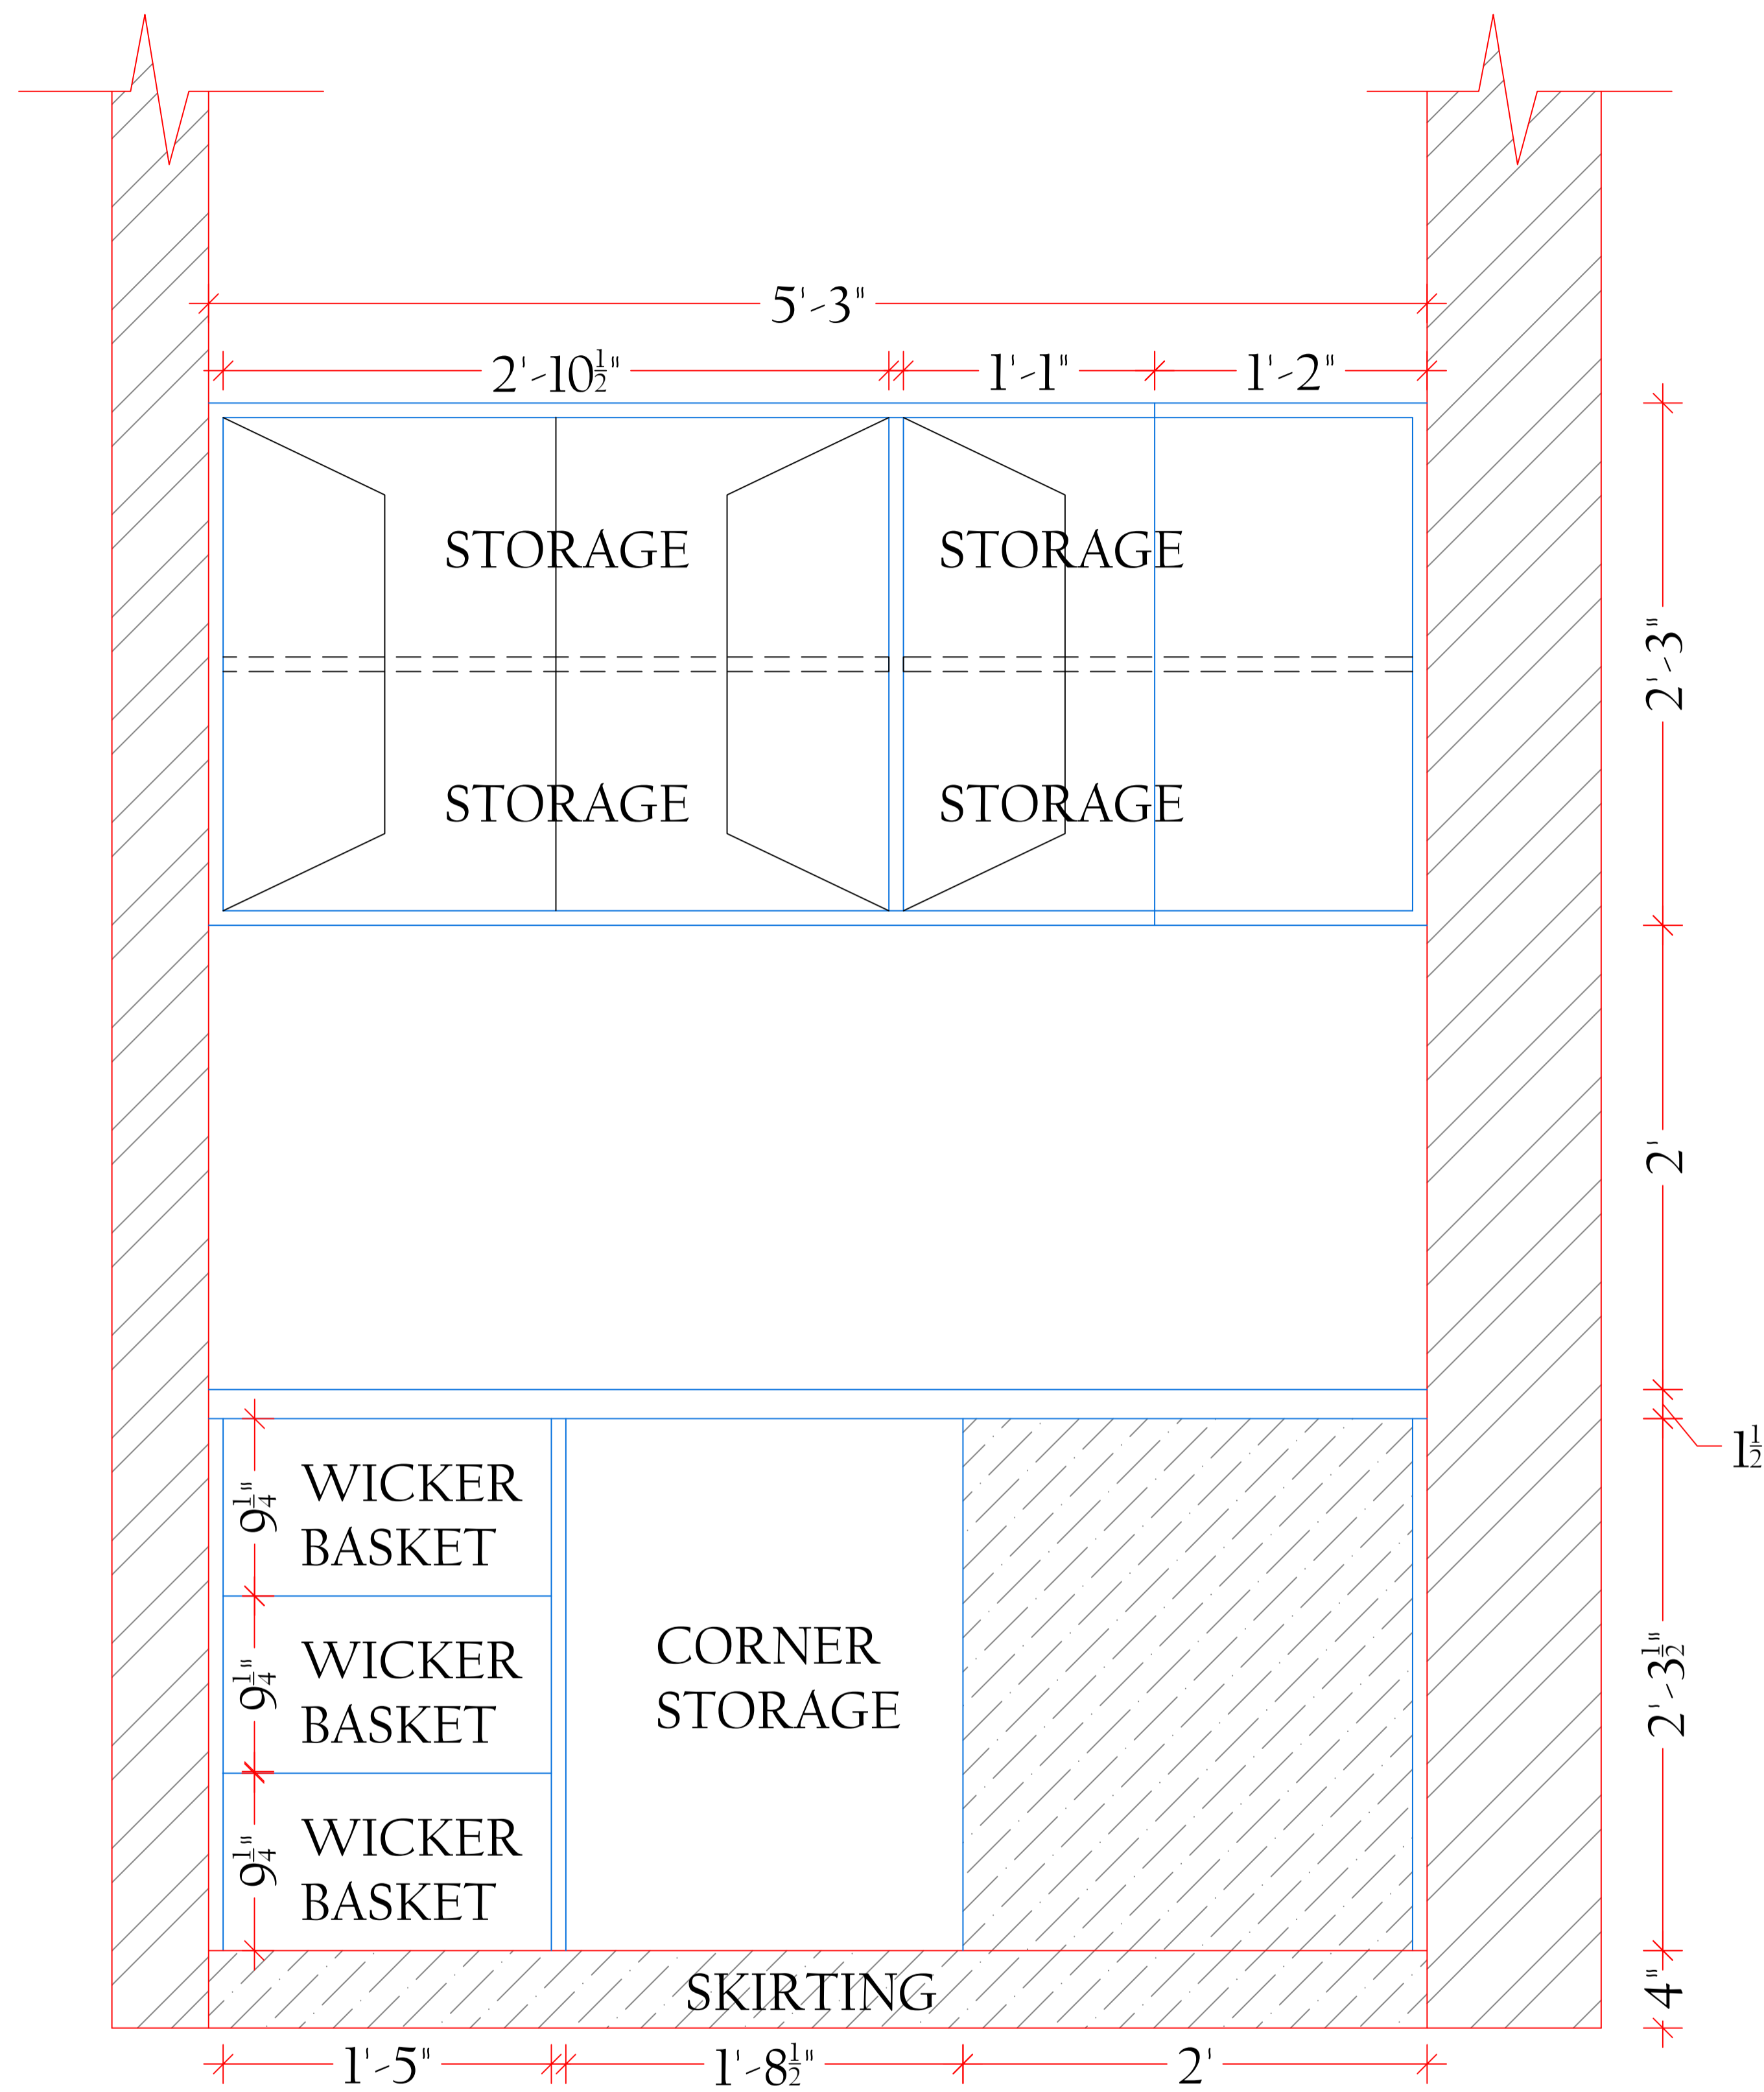 5'-3"
2'-10½" 1'-1" 1'-2"
STORAGE STORAGE
2'-3"
STORAGE STORAGE
2'
1½
9¼" WICKER
BASKET
CORNER
STORAGE
9¼" WICKER
BASKET
2'-3½"
9¼" WICKER
BASKET
SKIRTING
4"
1'-5" 1'-8½" 2'